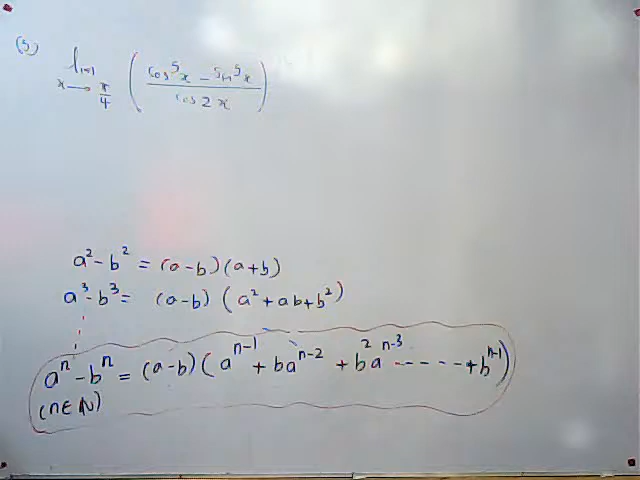 (5) lim x→π/4 ( (cos⁵x – sin⁵x) / cos 2x )
a² – b² = (a–b)(a+b)
a³ – b³ = (a–b) (a² + ab + b²)
aⁿ – bⁿ = (a–b) ( aⁿ⁻¹ + baⁿ⁻² + b²aⁿ⁻³ ------ + bⁿ⁻¹)
(n∈N)